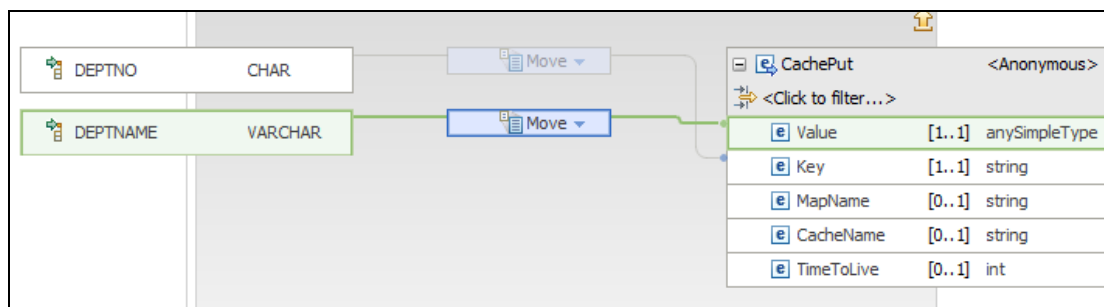 DEPTNO CHAR Move
CachePut <Anonymous>
<Click to filter...>
DEPTNAME VARCHAR Move
Value [1..1] anySimpleType
Key [1..1] string
MapName [0..1] string
CacheName [0..1] string
TimeToLive [0..1] int